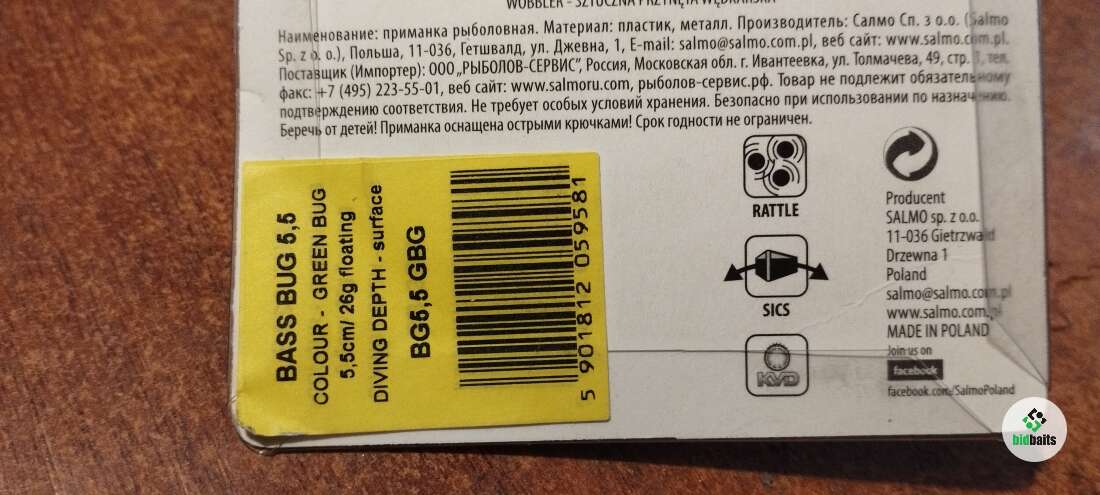 WOBBLER - SZTUCZNA PRZYNĘTA WĘDKARSKA
Наименование: приманка рыболовная. Материал: пластик, металл. Производитель: Салмо Сп. з о.о. (Salmo
Sp. z o. o.), Польша, 11-036, Гетшвалд, ул. Джевна, 1, E-mail: salmo@salmo.com.pl, веб сайт: www.salmo.com.pl.
Поставщик (Импортер): ООО „РЫБОЛОВ-СЕРВИС", Россия, Московская обл. г. Ивантеевка, ул. Толмачева, 49, стр. 1, тел.
факс: +7 (495) 223-55-01, веб сайт: www.salmoru.com, рыболов-сервис.рф. Товар не подлежит обязательному
подтверждению соответствия. Не требует особых условий хранения. Безопасно при использовании по назначению.
Беречь от детей! Приманка оснащена острыми крючками! Срок годности не ограничен.
BASS BUG 5,5
COLOUR - GREEN BUG
5,5cm/ 26g floating
DIVING DEPTH - surface
BG5,5 GBG
5 901812 059581
RATTLE
SICS
KVD
Producent
SALMO sp. z o.o.
11-036 Gietrzwald
Drzewna 1
Poland
salmo@salmo.com.pl
www.salmo.com.pl
MADE IN POLAND
Join us on
facebook
facebook.com/SalmoPoland
bidbaits